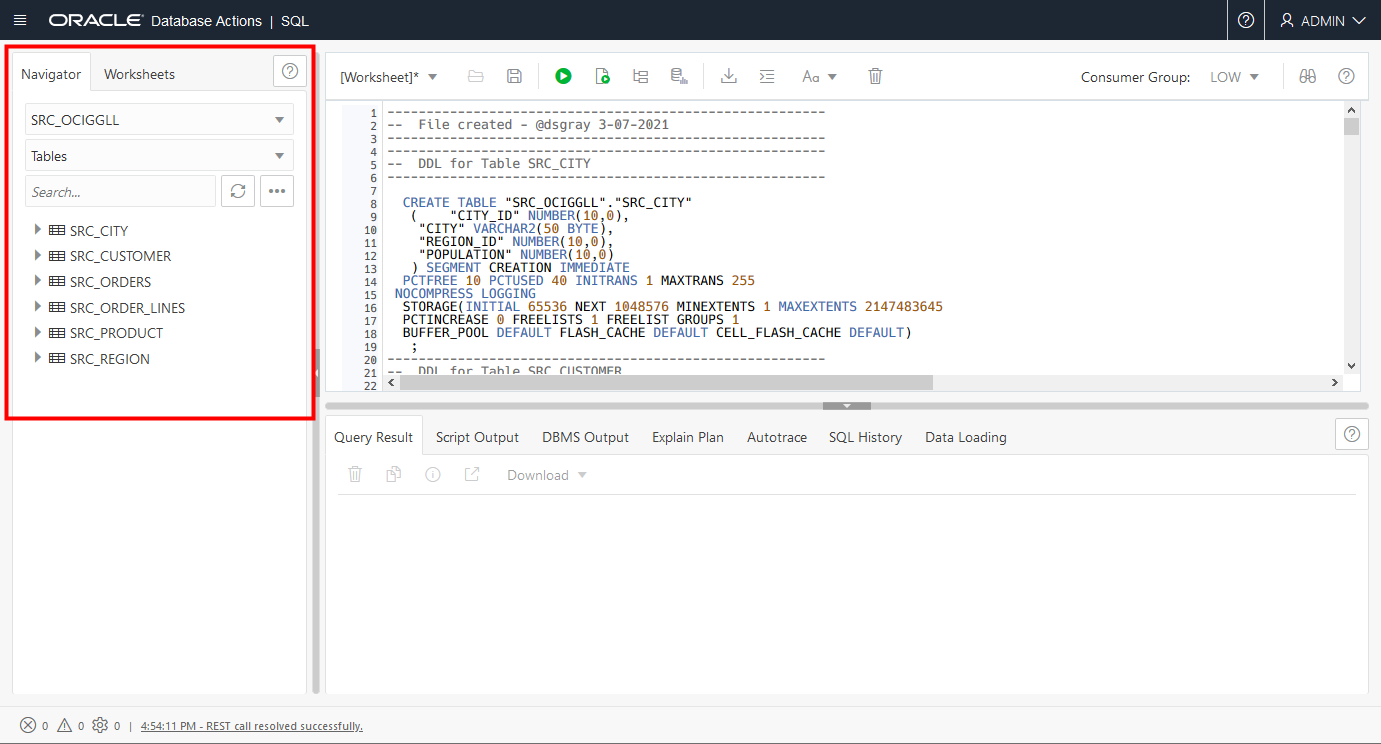 ORACLE Database Actions | SQL
ADMIN
Navigator Worksheets
SRC_OCIGGLL
Tables
Search...
SRC_CITY
SRC_CUSTOMER
SRC_ORDERS
SRC_ORDER_LINES
SRC_PRODUCT
SRC_REGION
[Worksheet]* Aa Consumer Group: LOW
1 --------------------------------------------------------
2 --  File created - @dsgray 3-07-2021
3 --------------------------------------------------------
4 --------------------------------------------------------
5 --  DDL for Table SRC_CITY
6 --------------------------------------------------------
7
8 CREATE TABLE "SRC_OCIGGLL"."SRC_CITY"
9 ( "CITY_ID" NUMBER(10,0),
10 "CITY" VARCHAR2(50 BYTE),
11 "REGION_ID" NUMBER(10,0),
12 "POPULATION" NUMBER(10,0)
13 ) SEGMENT CREATION IMMEDIATE
14 PCTFREE 10 PCTUSED 40 INITRANS 1 MAXTRANS 255
15 NOCOMPRESS LOGGING
16 STORAGE(INITIAL 65536 NEXT 1048576 MINEXTENTS 1 MAXEXTENTS 2147483645
17 PCTINCREASE 0 FREELISTS 1 FREELIST GROUPS 1
18 BUFFER_POOL DEFAULT FLASH_CACHE DEFAULT CELL_FLASH_CACHE DEFAULT)
19 ;
20 --------------------------------------------------------
21 --  DDL for Table SRC_CUSTOMER
22
Query Result Script Output DBMS Output Explain Plan Autotrace SQL History Data Loading
Download
0 0 0 | 4:54:11 PM - REST call resolved successfully.